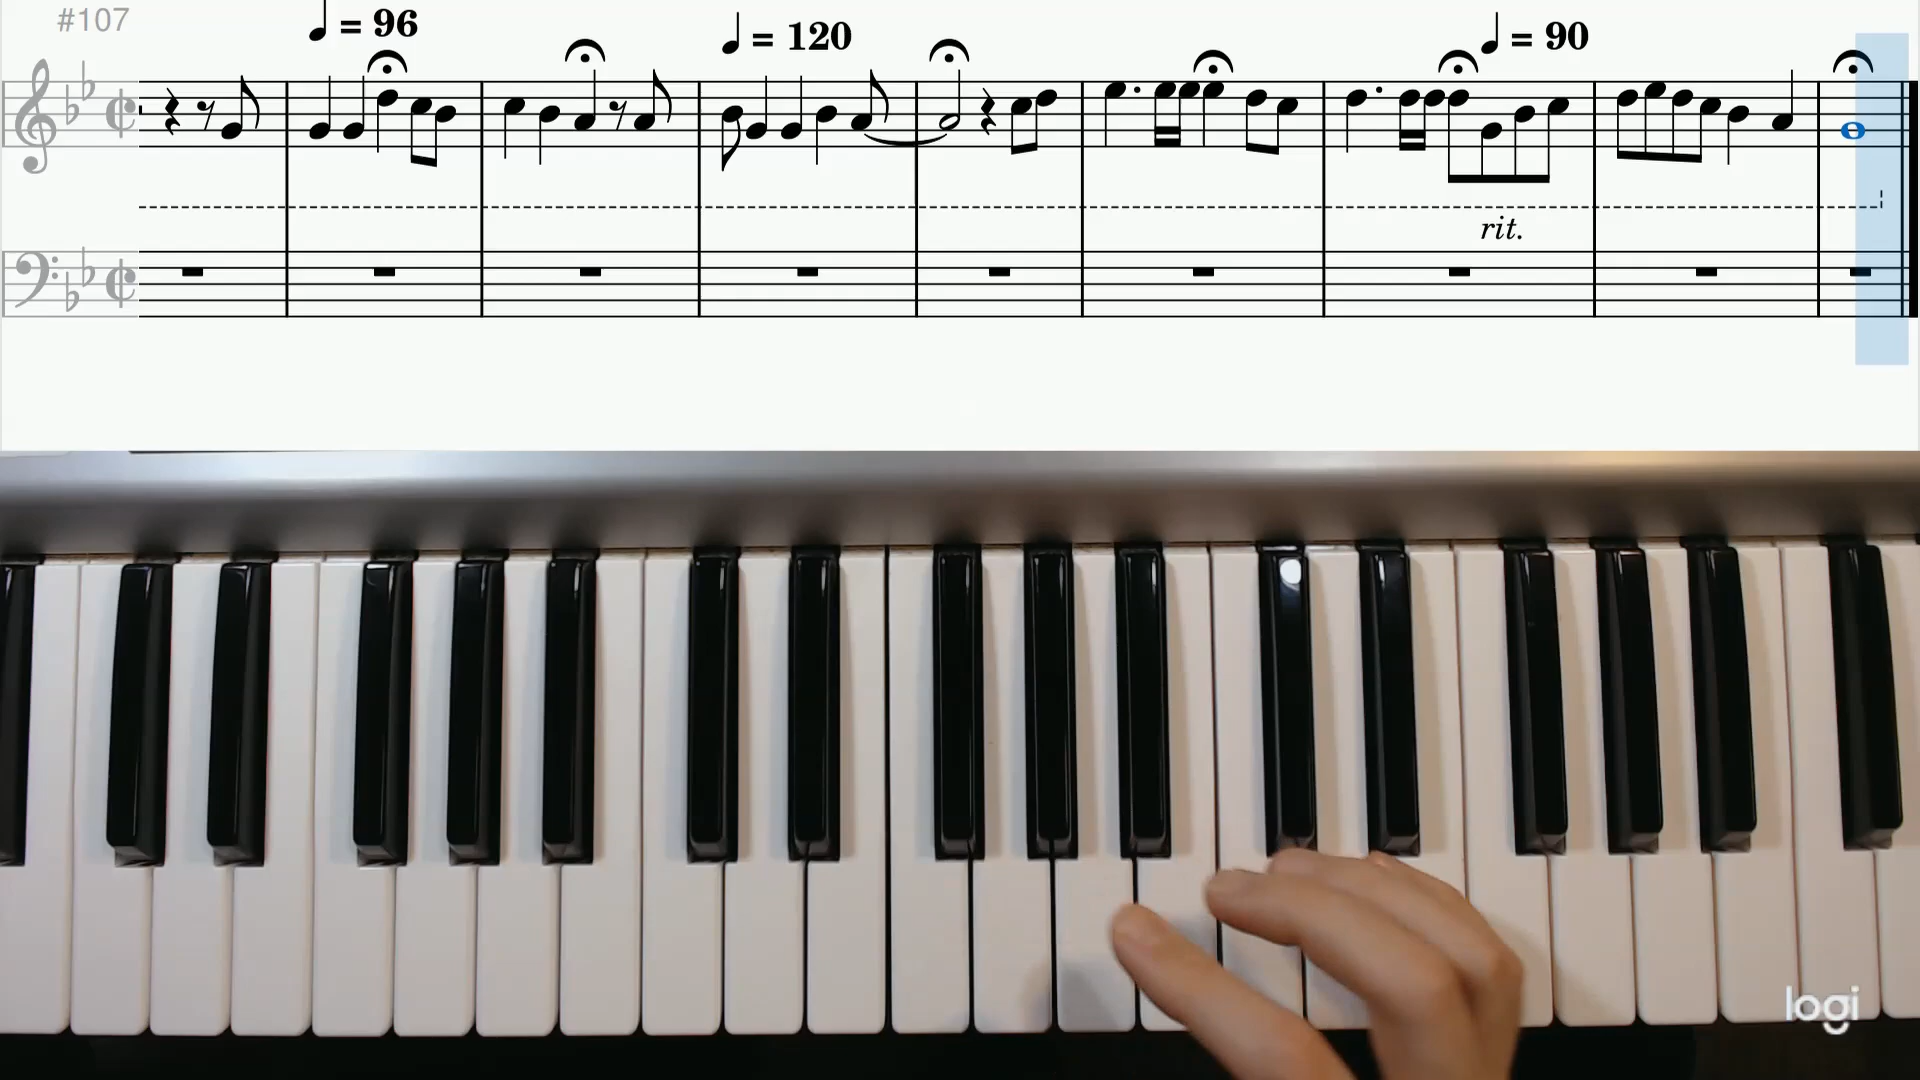 #107
♩ = 96
♩ = 120
♩ = 90
rit.
logi